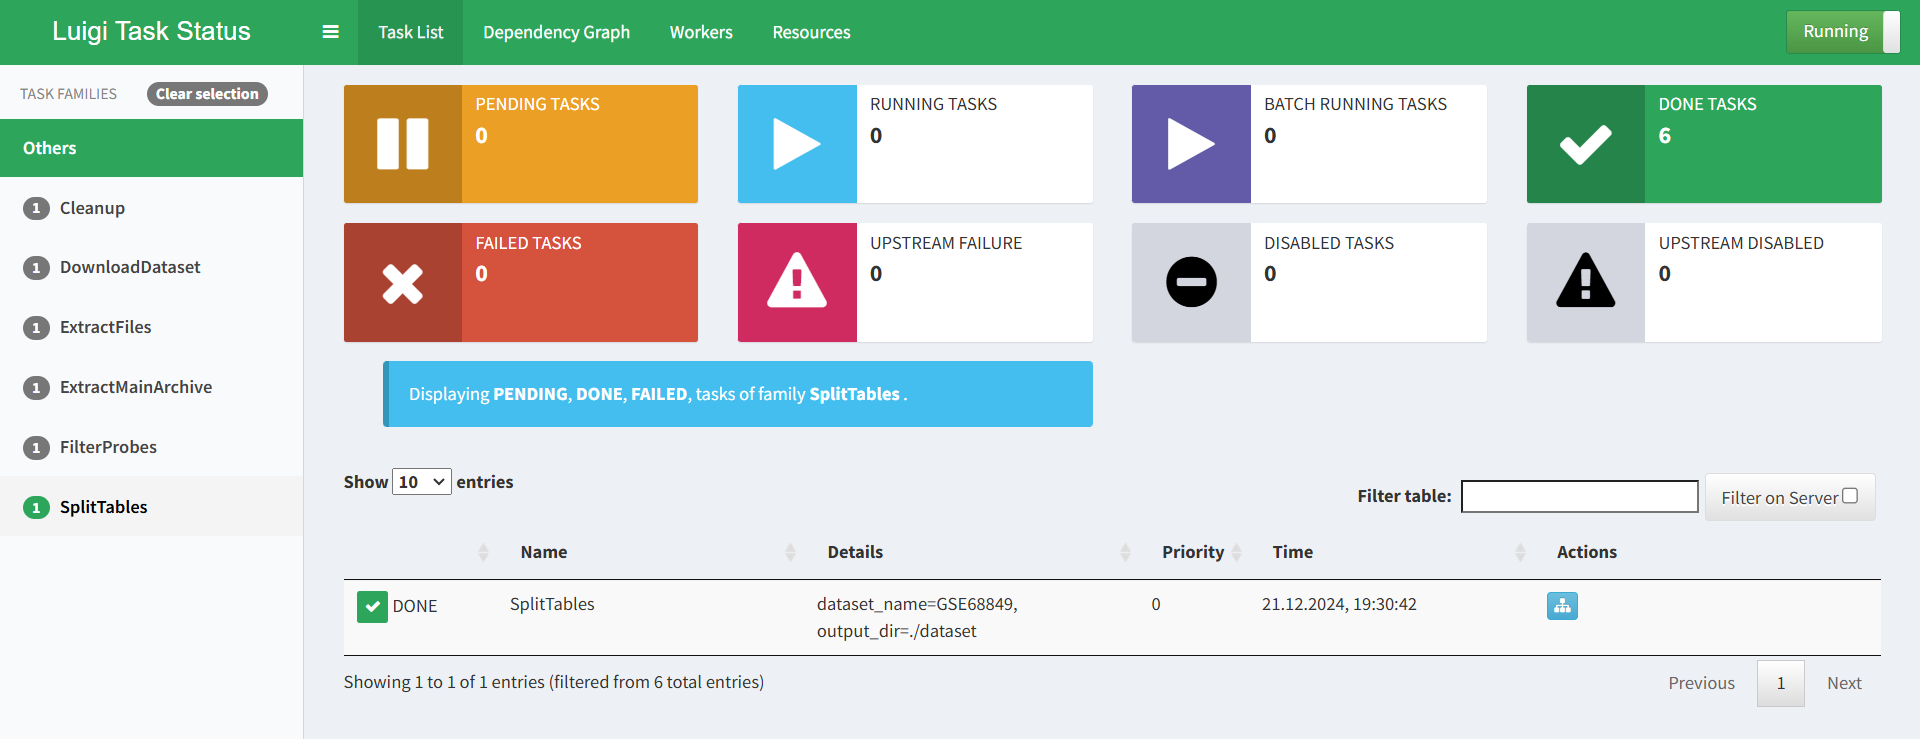 Luigi Task Status
Task List Dependency Graph Workers Resources
Running
TASK FAMILIES Clear selection
Others
1 Cleanup
1 DownloadDataset
1 ExtractFiles
1 ExtractMainArchive
1 FilterProbes
1 SplitTables
PENDING TASKS
0
RUNNING TASKS
0
BATCH RUNNING TASKS
0
DONE TASKS
6
FAILED TASKS
0
UPSTREAM FAILURE
0
DISABLED TASKS
0
UPSTREAM DISABLED
0
Displaying PENDING, DONE, FAILED, tasks of family SplitTables .
Show 10 entries
Filter table: Filter on Server
Name Details Priority Time Actions
DONE SplitTables dataset_name=GSE68849, 0 21.12.2024, 19:30:42
output_dir=./dataset
Showing 1 to 1 of 1 entries (filtered from 6 total entries)
Previous 1 Next